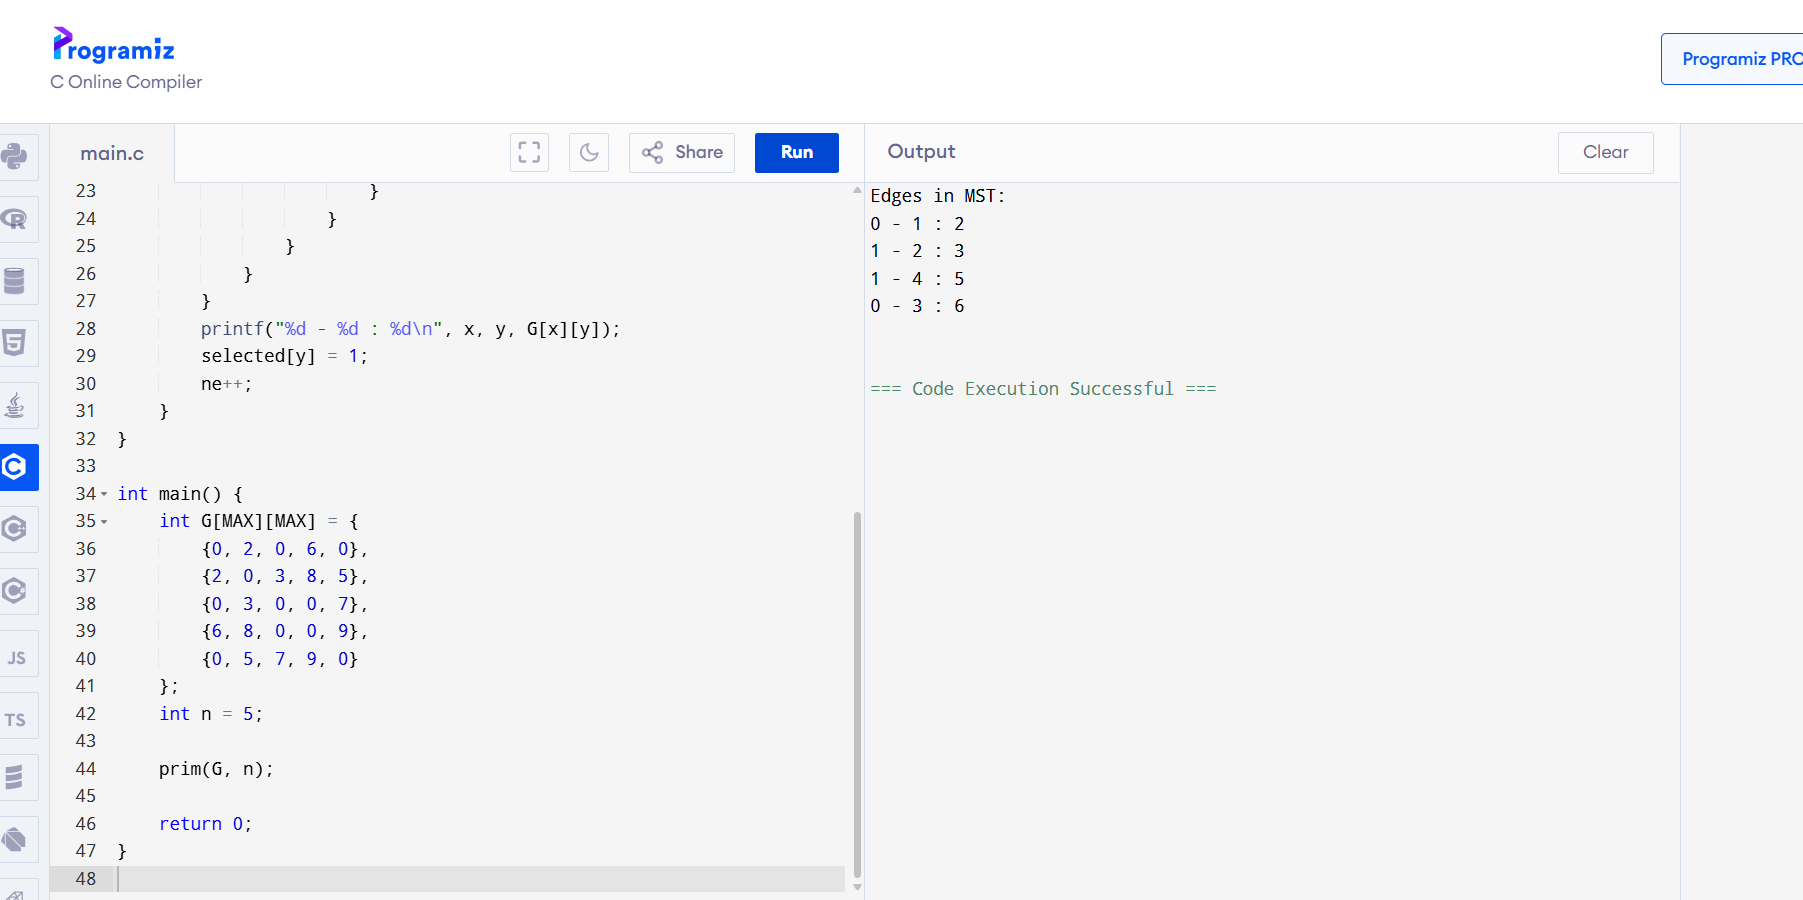 Programiz
C Online Compiler
Programiz PRO
main.c
Share
Run
Output
Clear
23 }
24 }
25 }
26 }
27 }
28 printf("%d - %d : %d\n", x, y, G[x][y]);
29 selected[y] = 1;
30 ne++;
31 }
32 }
33
34 int main() {
35 int G[MAX][MAX] = {
36 {0, 2, 0, 6, 0},
37 {2, 0, 3, 8, 5},
38 {0, 3, 0, 0, 7},
39 {6, 8, 0, 0, 9},
40 {0, 5, 7, 9, 0}
41 };
42 int n = 5;
43
44 prim(G, n);
45
46 return 0;
47 }
48
Edges in MST:
0 - 1 : 2
1 - 2 : 3
1 - 4 : 5
0 - 3 : 6
=== Code Execution Successful ===
JS
TS